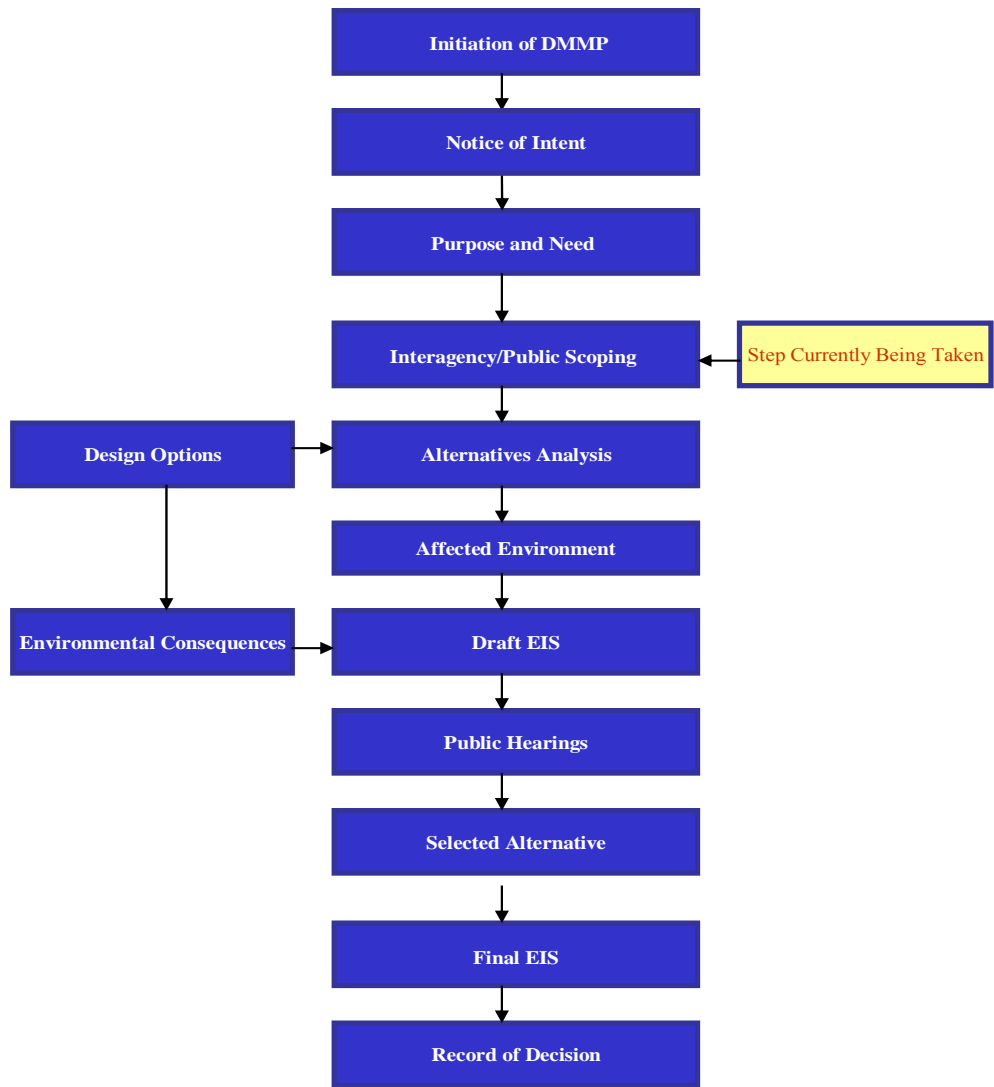 Initiation of DMMP
Notice of Intent
Purpose and Need
Interagency/Public Scoping
Step Currently Being Taken
Design Options
Alternatives Analysis
Affected Environment
Environmental Consequences
Draft EIS
Public Hearings
Selected Alternative
Final EIS
Record of Decision